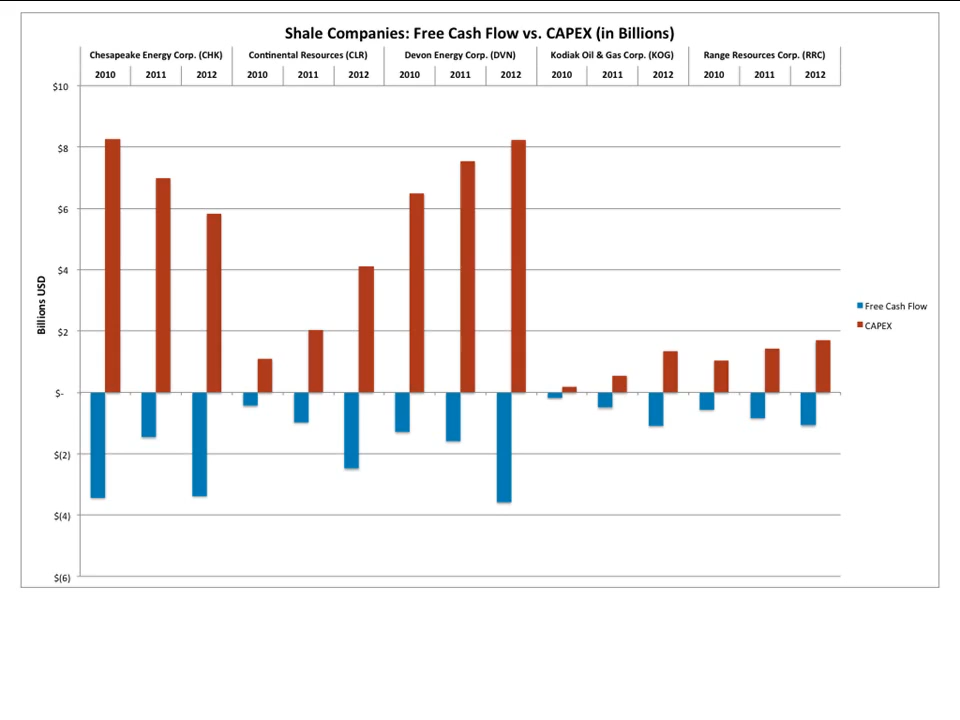 Shale Companies: Free Cash Flow vs. CAPEX (in Billions)
Chesapeake Energy Corp. (CHK) Continental Resources (CLR) Devon Energy Corp. (DVN) Kodiak Oil & Gas Corp. (KOG) Range Resources Corp. (RRC)
2010 2011 2012 2010 2011 2012 2010 2011 2012 2010 2011 2012 2010 2011 2012
$10
$8
$6
$4
$2
$-
$(2)
$(4)
$(6)
Billions USD
Free Cash Flow
CAPEX